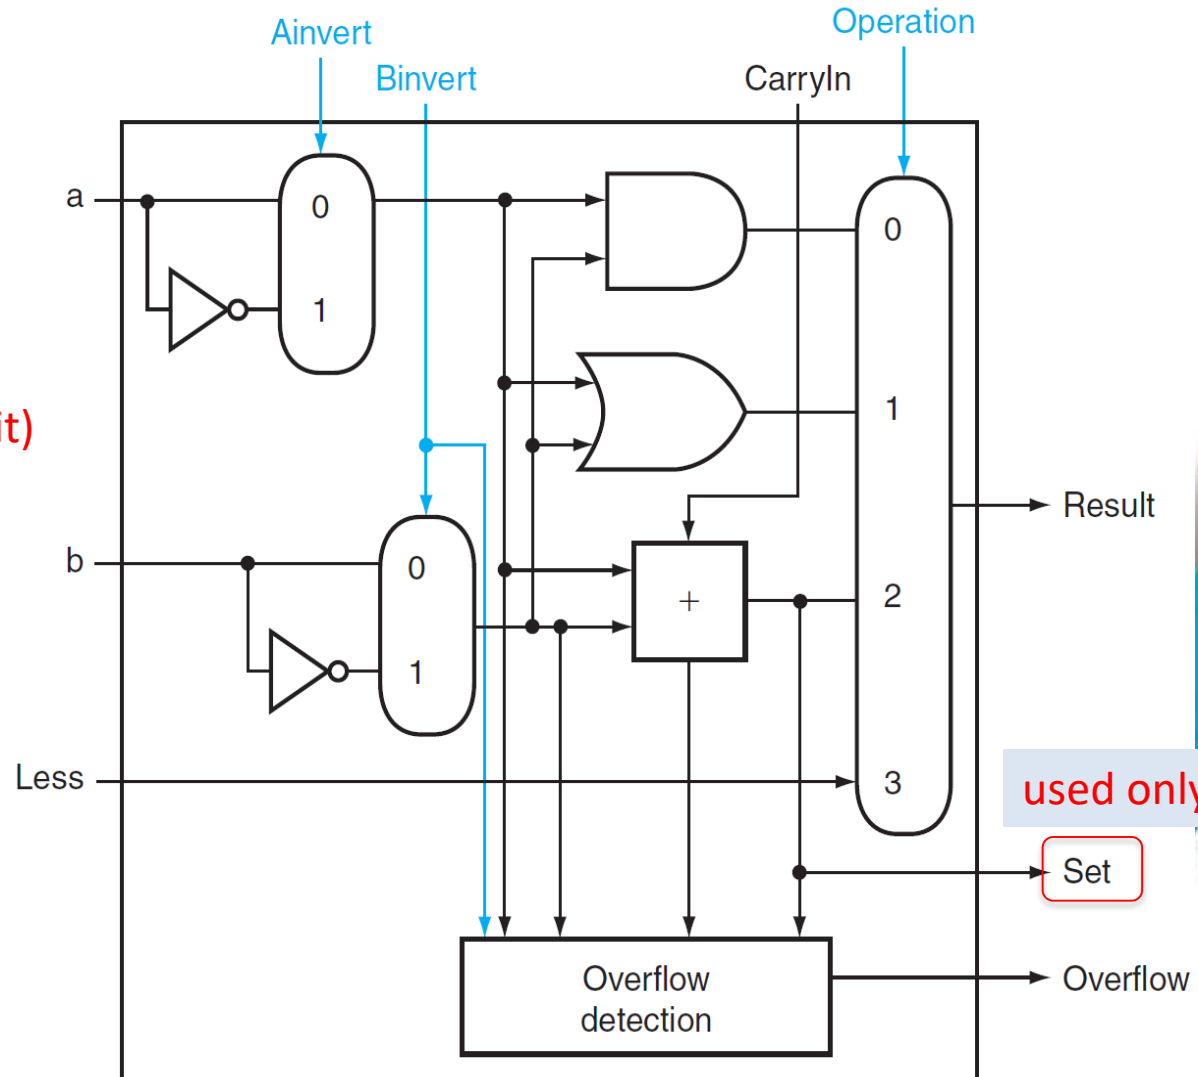 Ainvert
Operation
Binvert
CarryIn
a
0
1
0
1
it)
Result
b
0
1
+
2
Less
3
used only
Set
Overflow
detection
Overflow